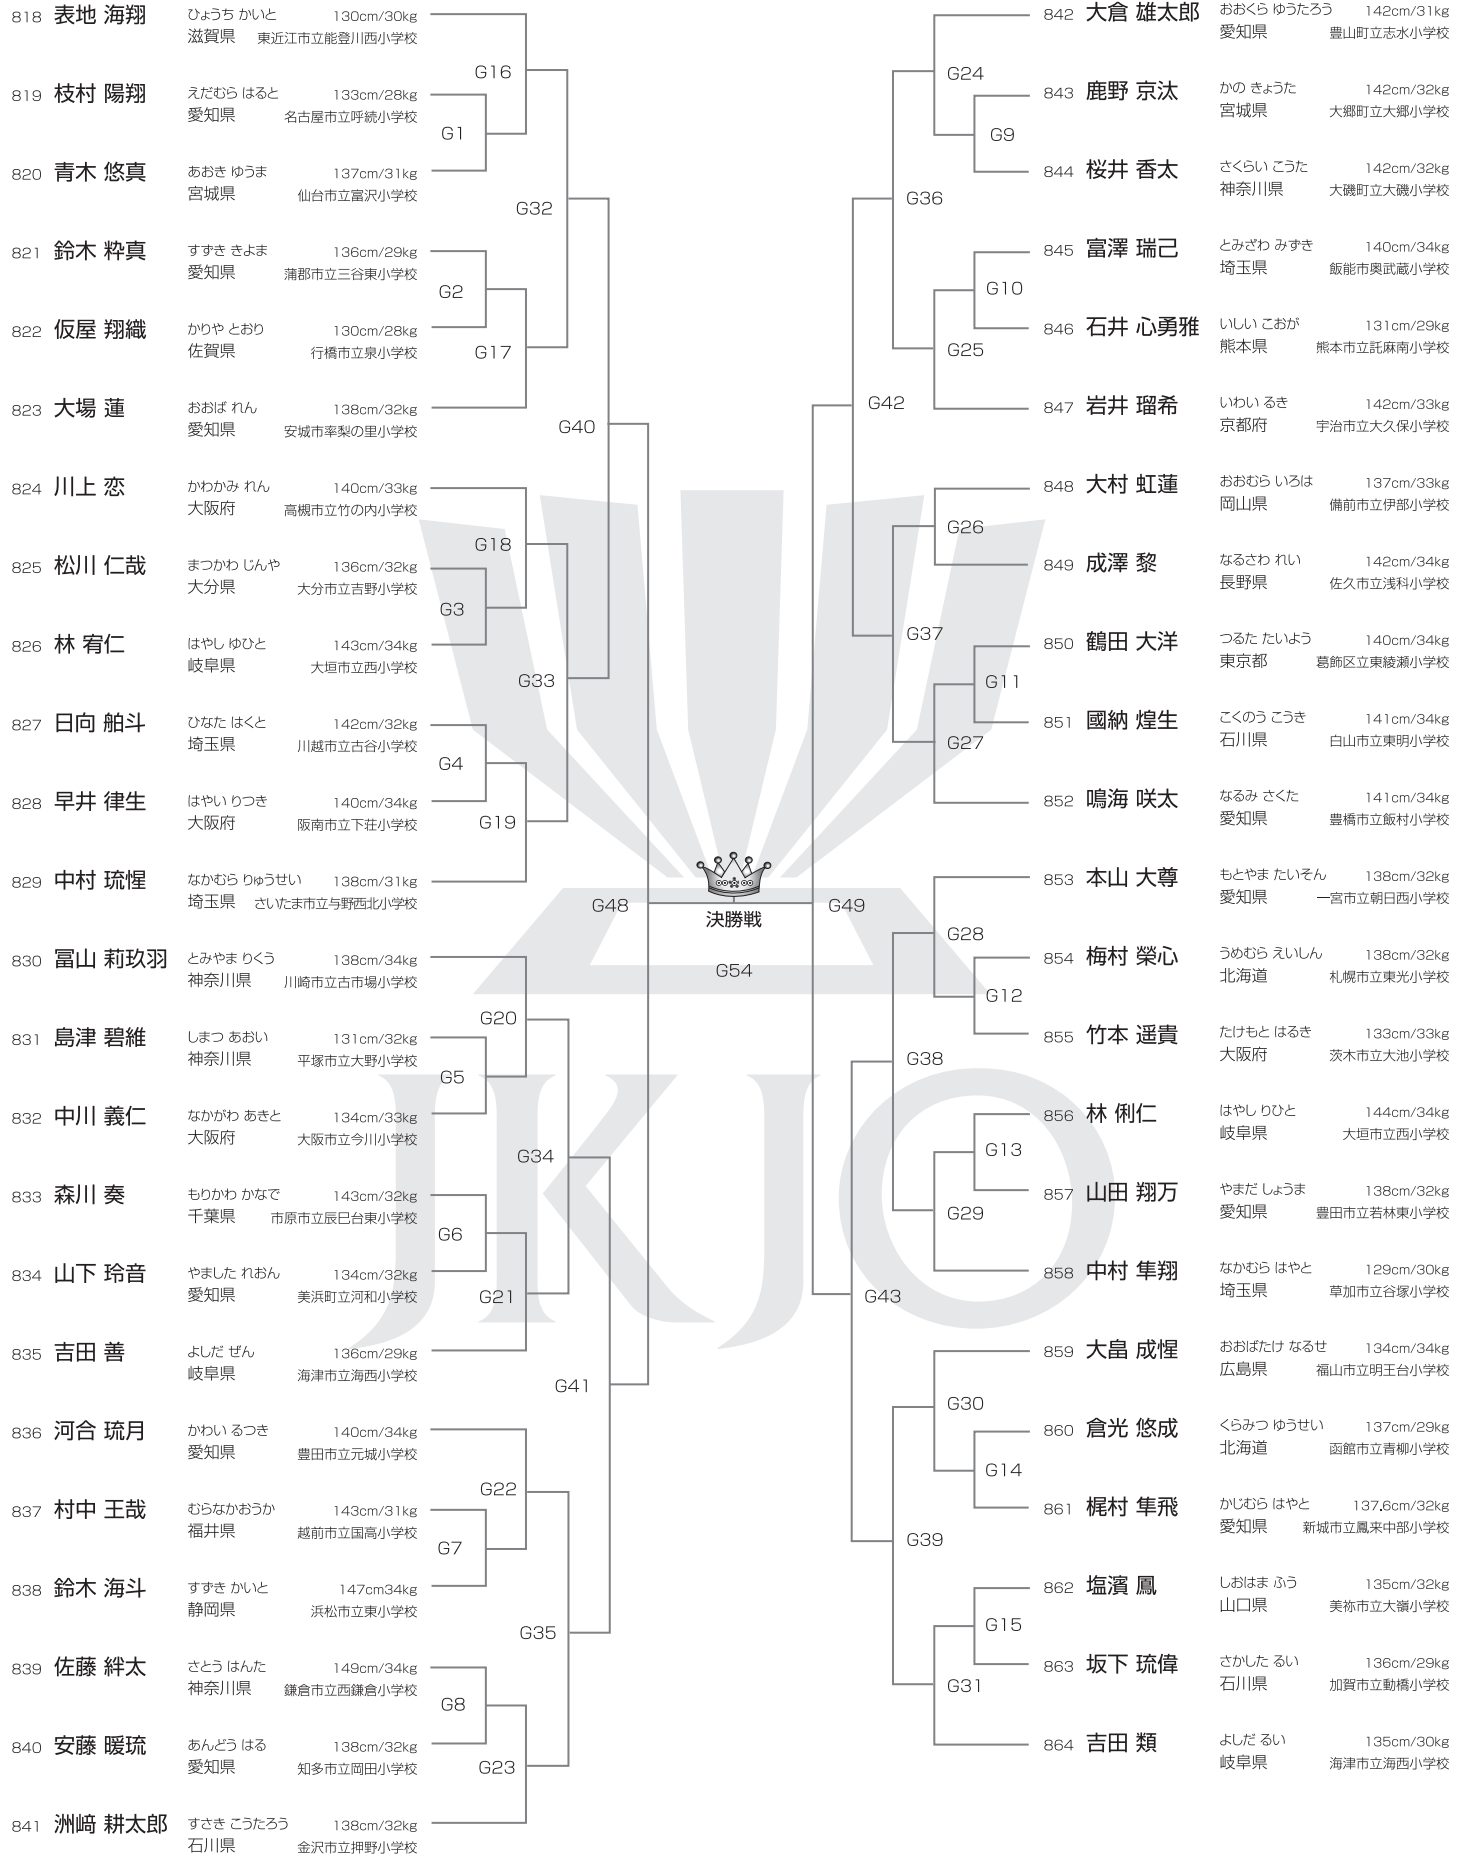 818 表地 海翔 ひょうち かいと 130cm/30kg
滋賀県 東近江市立能登川西小学校
G16
819 枝村 陽翔 えだむら はると 133cm/28kg
愛知県 名古屋市立呼続小学校
G1
820 青木 悠真 あおき ゆうま 137cm/31kg
宮城県 仙台市立富沢小学校
G32
821 鈴木 粋真 すずき きよま 136cm/29kg
愛知県 蒲郡市立三谷東小学校
G2
822 仮屋 翔織 かりや とおり 130cm/28kg
佐賀県 行橋市立泉小学校
G17
823 大場 蓮 おおば れん 138cm/32kg
愛知県 安城市率梨の里小学校
G40
824 川上 恋 かわかみ れん 140cm/33kg
大阪府 高槻市立竹の内小学校
G18
825 松川 仁哉 まつかわ じんや 136cm/32kg
大分県 大分市立吉野小学校
G3
826 林 宥仁 はやし ゆひと 143cm/34kg
岐阜県 大垣市立西小学校
G33
827 日向 舶斗 ひなた はくと 142cm/32kg
埼玉県 川越市立古谷小学校
G4
828 早井 律生 はやい りつき 140cm/34kg
大阪府 阪南市立下荘小学校
G19
829 中村 琉惺 なかむら りゅうせい 138cm/31kg
埼玉県 さいたま市立与野西北小学校
G48
830 冨山 莉玖羽 とみやま りくう 138cm/34kg
神奈川県 川崎市立古市場小学校
G20
831 島津 碧維 しまつ あおい 131cm/32kg
神奈川県 平塚市立大野小学校
G5
832 中川 義仁 なかがわ あきと 134cm/33kg
大阪府 大阪市立今川小学校
G34
833 森川 奏 もりかわ かなで 143cm/32kg
千葉県 市原市立辰巳台東小学校
G6
834 山下 玲音 やました れおん 134cm/32kg
愛知県 美浜町立河和小学校
G21
835 吉田 善 よしだ ぜん 136cm/29kg
岐阜県 海津市立海西小学校
G41
836 河合 琉月 かわい るつき 140cm/34kg
愛知県 豊田市立元城小学校
G22
837 村中 王哉 むらなかおうか 143cm/31kg
福井県 越前市立国高小学校
G7
838 鈴木 海斗 すずき かいと 147cm34kg
静岡県 浜松市立東小学校
G35
839 佐藤 絆太 さとう はんた 149cm/34kg
神奈川県 鎌倉市立西鎌倉小学校
G8
840 安藤 暖琉 あんどう はる 138cm/32kg
愛知県 知多市立岡田小学校
G23
841 洲﨑 耕太郎 すさき こうたろう 138cm/32kg
石川県 金沢市立押野小学校
決勝戦
G54
JKJO
842 大倉 雄太郎 おおくら ゆうたろう 142cm/31kg
愛知県 豊山町立志水小学校
G24
843 鹿野 京汰 かの きょうた 142cm/32kg
宮城県 大郷町立大郷小学校
G9
844 桜井 香太 さくらい こうた 142cm/32kg
神奈川県 大磯町立大磯小学校
G36
845 富澤 瑞己 とみざわ みずき 140cm/34kg
埼玉県 飯能市奥武蔵小学校
G10
846 石井 心勇雅 いしい こおが 131cm/29kg
熊本県 熊本市立託麻南小学校
G25
847 岩井 瑠希 いわい るき 142cm/33kg
京都府 宇治市立大久保小学校
G42
848 大村 虹蓮 おおむら いろは 137cm/33kg
岡山県 備前市立伊部小学校
G26
849 成澤 黎 なるさわ れい 142cm/34kg
長野県 佐久市立浅科小学校
G37
850 鶴田 大洋 つるた たいよう 140cm/34kg
東京都 葛飾区立東綾瀬小学校
G11
851 國納 煌生 こくのう こうき 141cm/34kg
石川県 白山市立東明小学校
G27
852 鳴海 咲太 なるみ さくた 141cm/34kg
愛知県 豊橋市立飯村小学校
853 本山 大尊 もとやま たいそん 138cm/32kg
愛知県 一宮市立朝日西小学校
G49
G28
854 梅村 榮心 うめむら えいしん 138cm/32kg
北海道 札幌市立東光小学校
G12
855 竹本 遥貴 たけもと はるき 133cm/33kg
大阪府 茨木市立大池小学校
G38
856 林 俐仁 はやし りひと 144cm/34kg
岐阜県 大垣市立西小学校
G13
857 山田 翔万 やまだ しょうま 138cm/32kg
愛知県 豊田市立若林東小学校
G29
858 中村 隼翔 なかむら はやと 129cm/30kg
埼玉県 草加市立谷塚小学校
G43
859 大畠 成惺 おおばたけ なるせ 134cm/34kg
広島県 福山市立明王台小学校
G30
860 倉光 悠成 くらみつ ゆうせい 137cm/29kg
北海道 函館市立青柳小学校
G14
861 梶村 隼飛 かじむら はやと 137.6cm/32kg
愛知県 新城市立鳳来中部小学校
G39
862 塩濱 鳳 しおはま ふう 135cm/32kg
山口県 美祢市立大嶺小学校
G15
863 坂下 琉偉 さかした るい 136cm/29kg
石川県 加賀市立動橋小学校
G31
864 吉田 類 よしだ るい 135cm/30kg
岐阜県 海津市立海西小学校